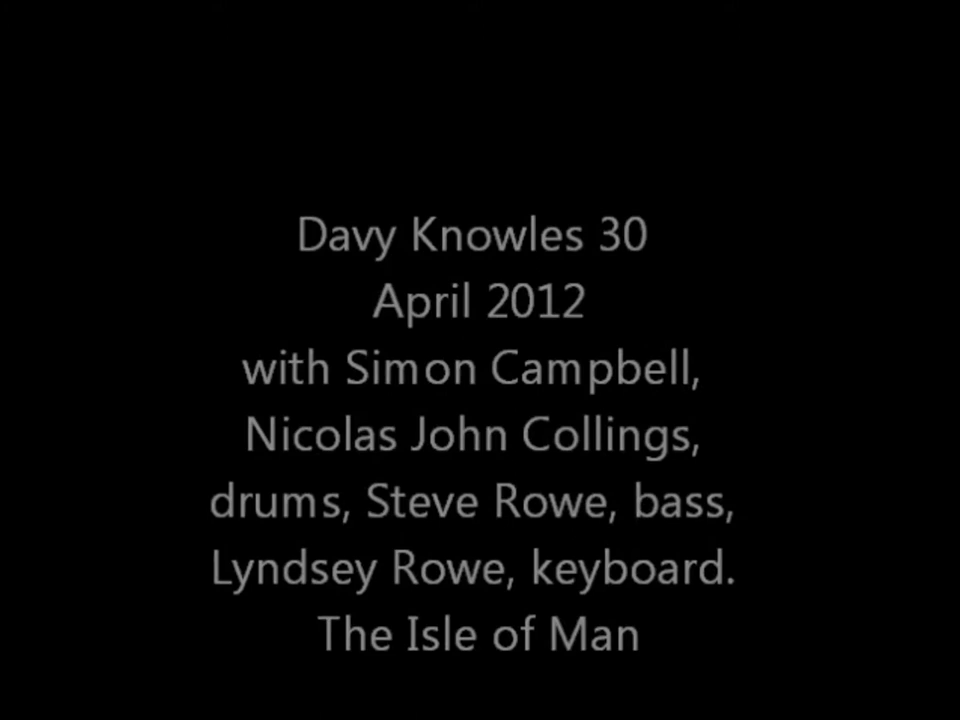 Davy Knowles 30
April 2012
with Simon Campbell,
Nicolas John Collings,
drums, Steve Rowe, bass,
Lyndsey Rowe, keyboard.
The Isle of Man